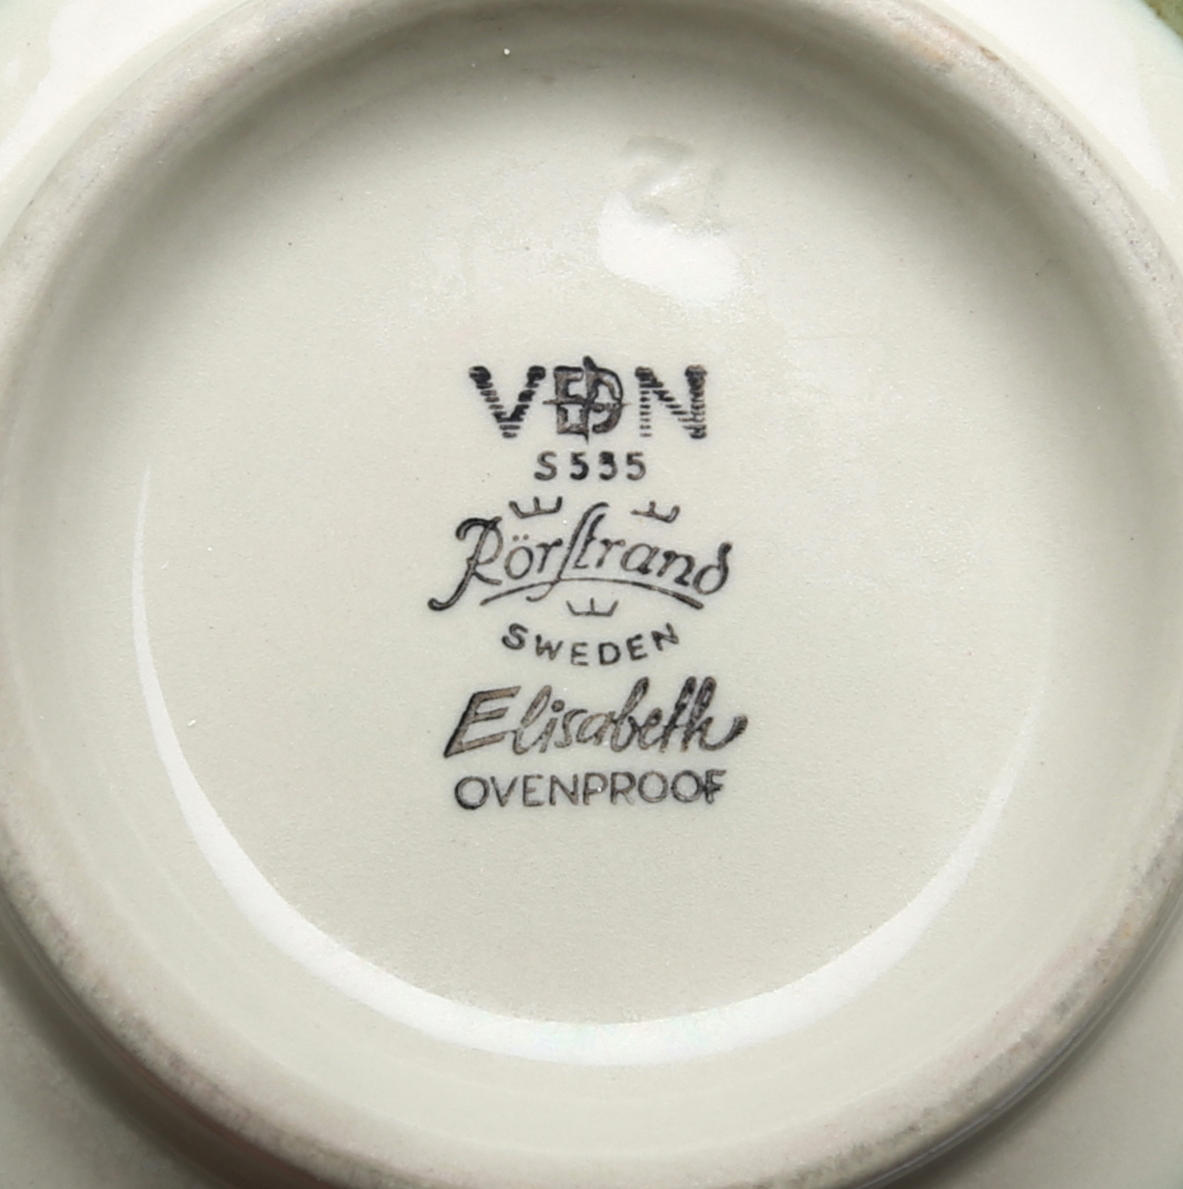 VDN
S535
Rörstrand
SWEDEN
Elisabeth
OVENPROOF